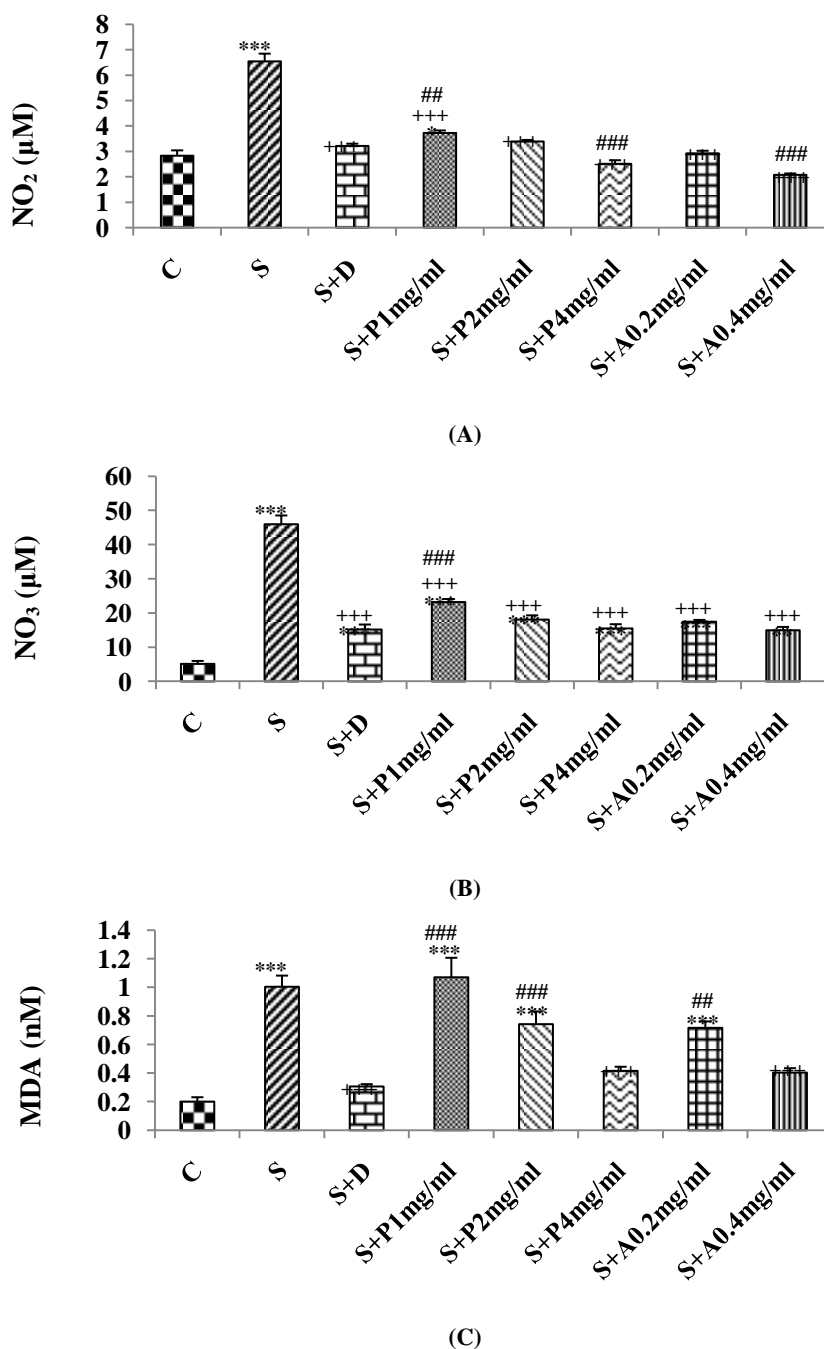 8
7
6
5
4
3
2
1
0
NO₂ (µM)
***
+++
##
+++
*
+++
###
+++
+++
###
+++
C
S
S+D
S+P1mg/ml
S+P2mg/ml
S+P4mg/ml
S+A0.2mg/ml
S+A0.4mg/ml
(A)
60
50
40
30
20
10
0
NO₃ (µM)
***
+++
***
###
+++
***
+++
***
+++
***
+++
***
+++
C
S
S+D
S+P1mg/ml
S+P2mg/ml
S+P4mg/ml
S+A0.2mg/ml
S+A0.4mg/ml
(B)
1.4
1.2
1
0.8
0.6
0.4
0.2
0
MDA (nM)
***
+++
###
***
###
***
+++
##
***
+++
C
S
S+D
S+P1mg/ml
S+P2mg/ml
S+P4mg/ml
S+A0.2mg/ml
S+A0.4mg/ml
(C)